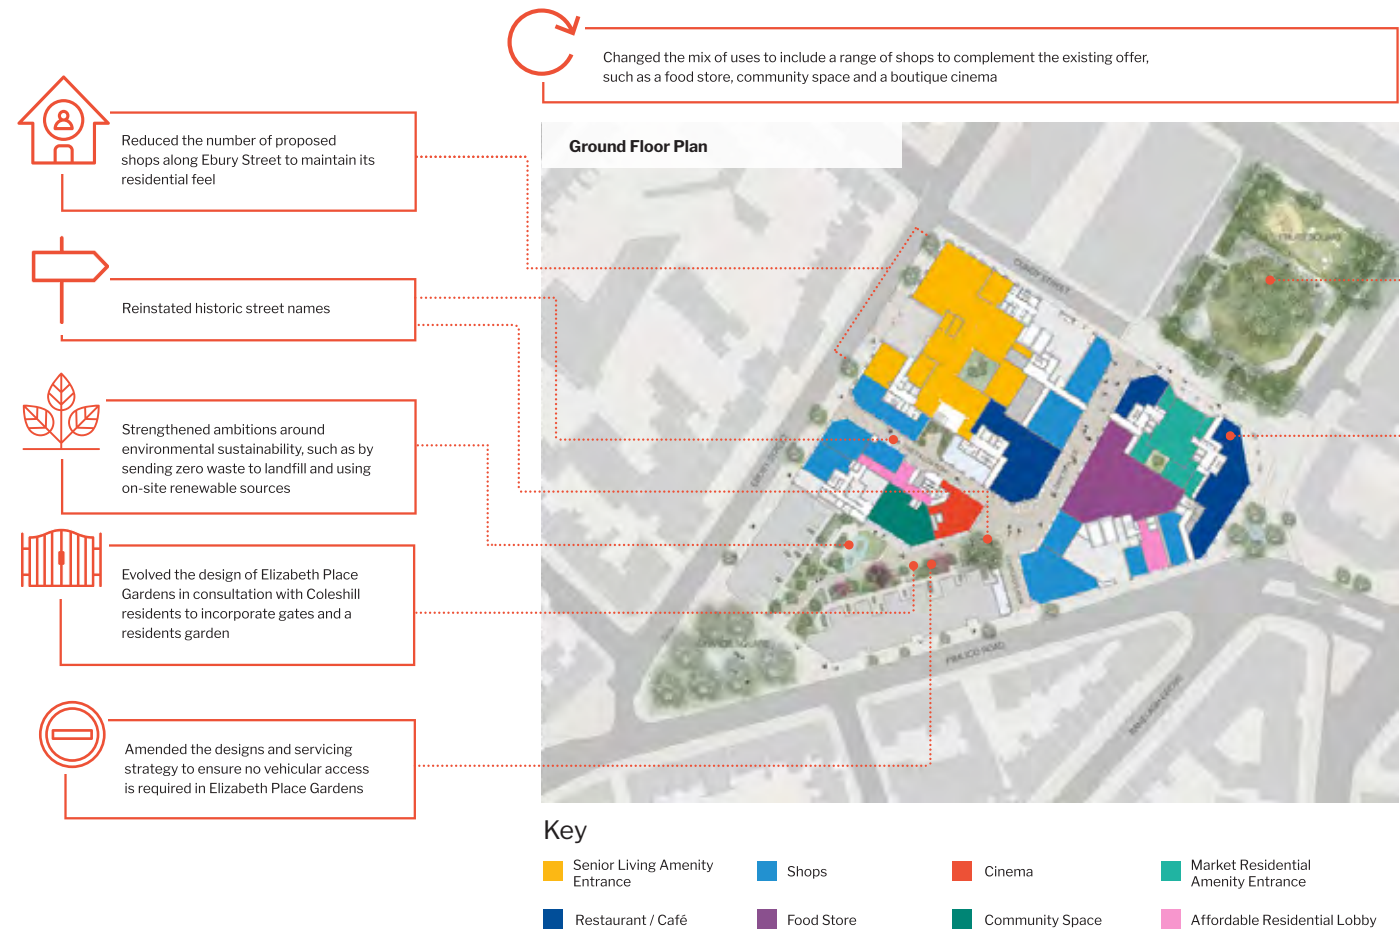 Changed the mix of uses to include a range of shops to complement the existing offer,
such as a food store, community space and a boutique cinema
Reduced the number of proposed
shops along Ebury Street to maintain its
residential feel
Reinstated historic street names
Strengthened ambitions around
environmental sustainability, such as by
sending zero waste to landfill and using
on-site renewable sources
Evolved the design of Elizabeth Place
Gardens in consultation with Coleshill
residents to incorporate gates and a
residents garden
Amended the designs and servicing
strategy to ensure no vehicular access
is required in Elizabeth Place Gardens
Ground Floor Plan
CUNDY STREET
PIMLICO ROAD
Key
Senior Living Amenity
Entrance
Shops
Cinema
Market Residential
Amenity Entrance
Restaurant / Café
Food Store
Community Space
Affordable Residential Lobby